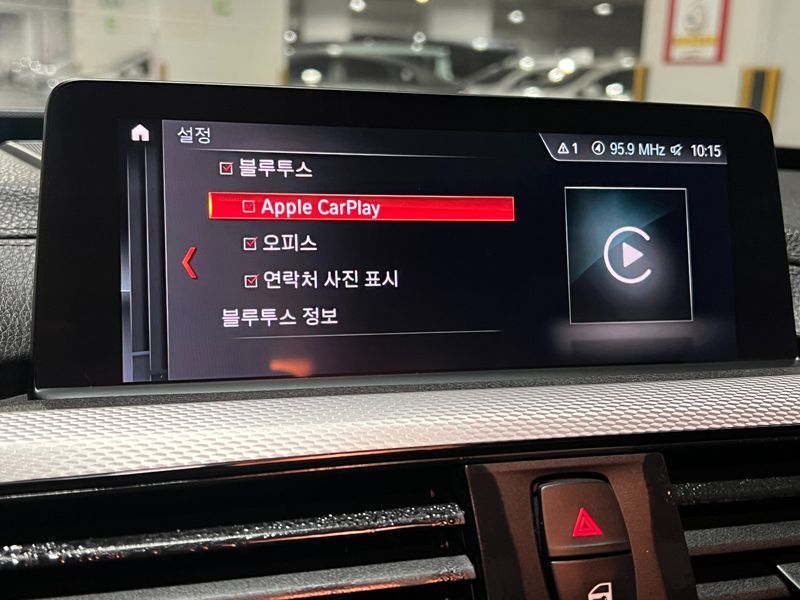 설정
1 95.9 MHz 10:15
블루투스
Apple CarPlay
오피스
연락처 사진 표시
블루투스 정보